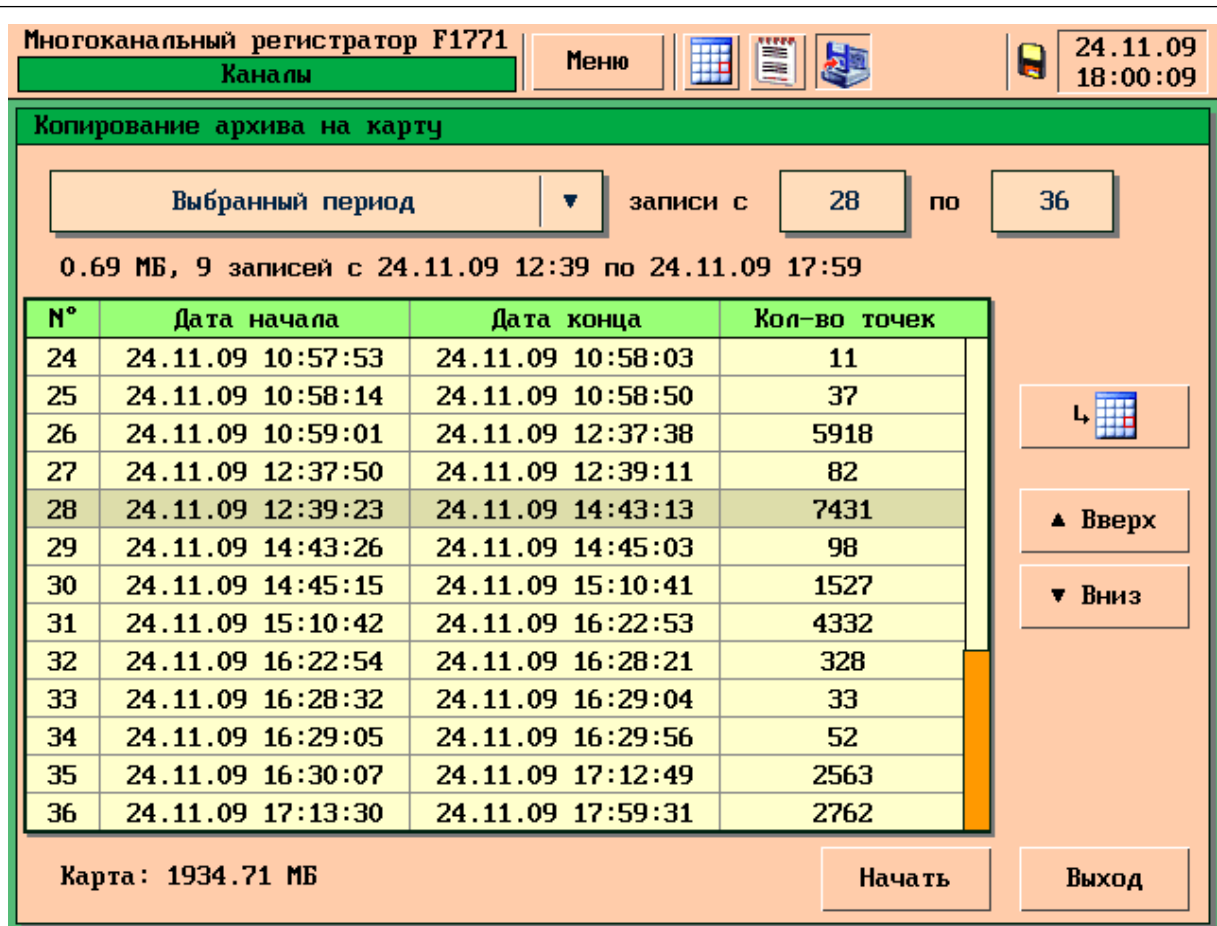 Многоканальный регистратор F1771
Каналы
Меню
24.11.09
18:00:09
Копирование архива на карту
Выбранный период ▼ записи с 28 по 36
0.69 МБ, 9 записей с 24.11.09 12:39 по 24.11.09 17:59
N° Дата начала Дата конца Кол-во точек
24 24.11.09 10:57:53 24.11.09 10:58:03 11
25 24.11.09 10:58:14 24.11.09 10:58:50 37
26 24.11.09 10:59:01 24.11.09 12:37:38 5918
27 24.11.09 12:37:50 24.11.09 12:39:11 82
28 24.11.09 12:39:23 24.11.09 14:43:13 7431
29 24.11.09 14:43:26 24.11.09 14:45:03 98
30 24.11.09 14:45:15 24.11.09 15:10:41 1527
31 24.11.09 15:10:42 24.11.09 16:22:53 4332
32 24.11.09 16:22:54 24.11.09 16:28:21 328
33 24.11.09 16:28:32 24.11.09 16:29:04 33
34 24.11.09 16:29:05 24.11.09 16:29:56 52
35 24.11.09 16:30:07 24.11.09 17:12:49 2563
36 24.11.09 17:13:30 24.11.09 17:59:31 2762
▲ Вверх
▼ Вниз
Карта: 1934.71 МБ
Начать
Выход